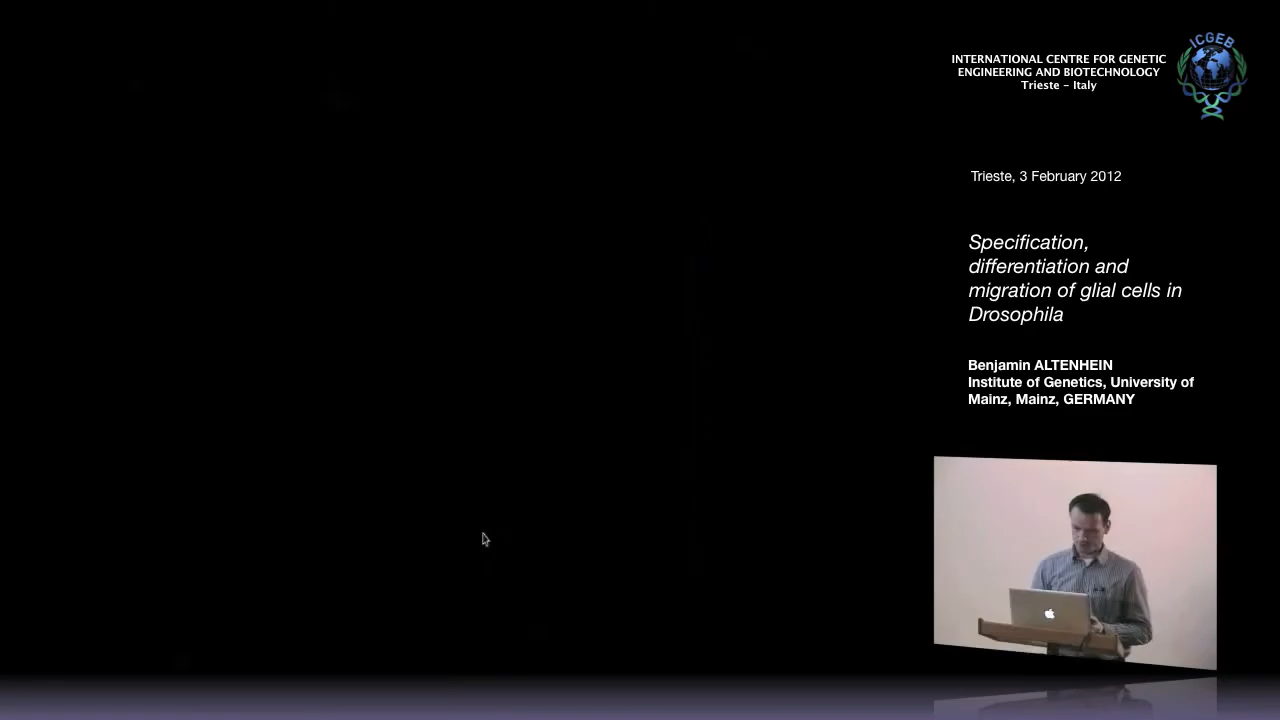 ICGEB
INTERNATIONAL CENTRE FOR GENETIC
ENGINEERING AND BIOTECHNOLOGY
Trieste – Italy
Trieste, 3 February 2012
Specification,
differentiation and
migration of glial cells in
Drosophila
Benjamin ALTENHEIN
Institute of Genetics, University of
Mainz, Mainz, GERMANY